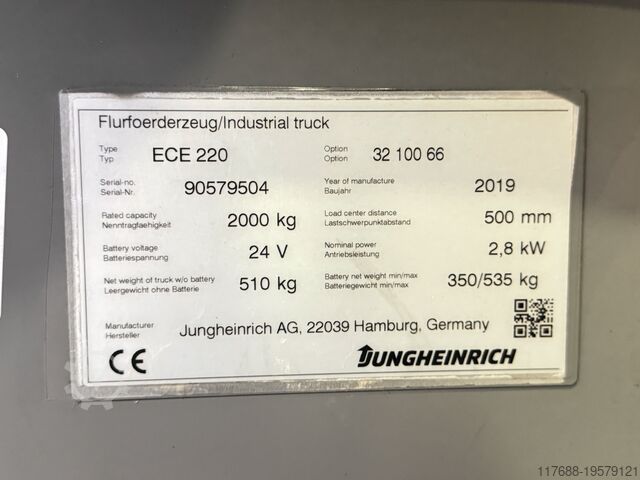 Flurfoerderzeug/Industrial truck
Type ECE 220 Option 32 100 66
Typ Option
Serial-no. 90579504 Year of manufacture 2019
Serial-Nr. Baujahr
Rated capacity 2000 kg Load center distance 500 mm
Nenntragfaehigkeit Lastschwerpunktabstand
Battery voltage 24 V Nominal power 2,8 kW
Batteriespannung Antriebsleistung
Net weight of truck w/o battery 510 kg Battery net weight min/max 350/535 kg
Leergewicht ohne Batterie Batteriegewicht min/max
Manufacturer Jungheinrich AG, 22039 Hamburg, Germany
Hersteller
CE JUNGHEINRICH
117688-19579121